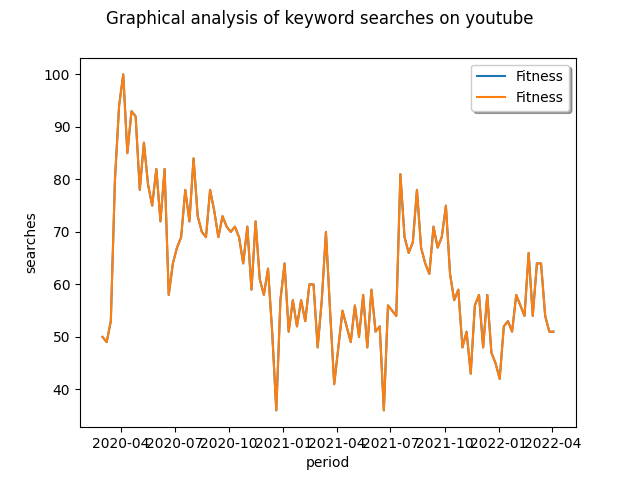 Graphical analysis of keyword searches on youtube
Fitness
Fitness
100
90
80
70
60
50
40
searches
2020-04 2020-07 2020-10 2021-01 2021-04 2021-07 2021-10 2022-01 2022-04
period